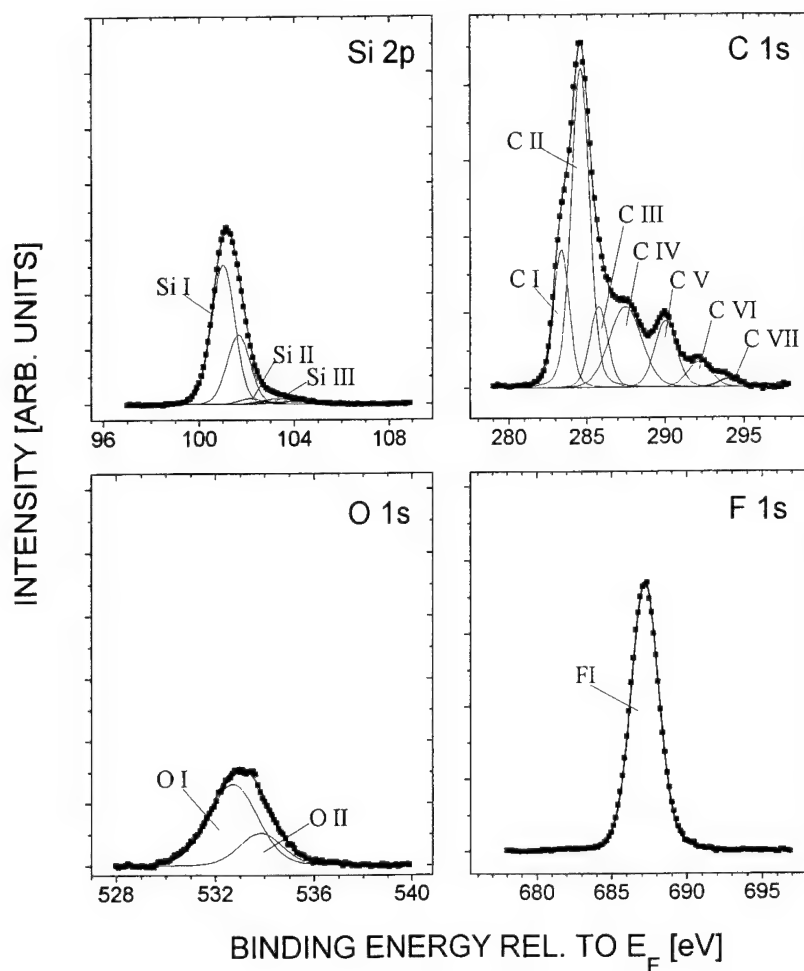 Si 2p
C 1s
C II
C III
C IV
C V
C VI
C VII
C I
Si I
Si II
Si III
96 100 104 108
280 285 290 295
O 1s
F 1s
O I
O II
FI
528 532 536 540
680 685 690 695
INTENSITY [ARB. UNITS]
BINDING ENERGY REL. TO E_F [eV]